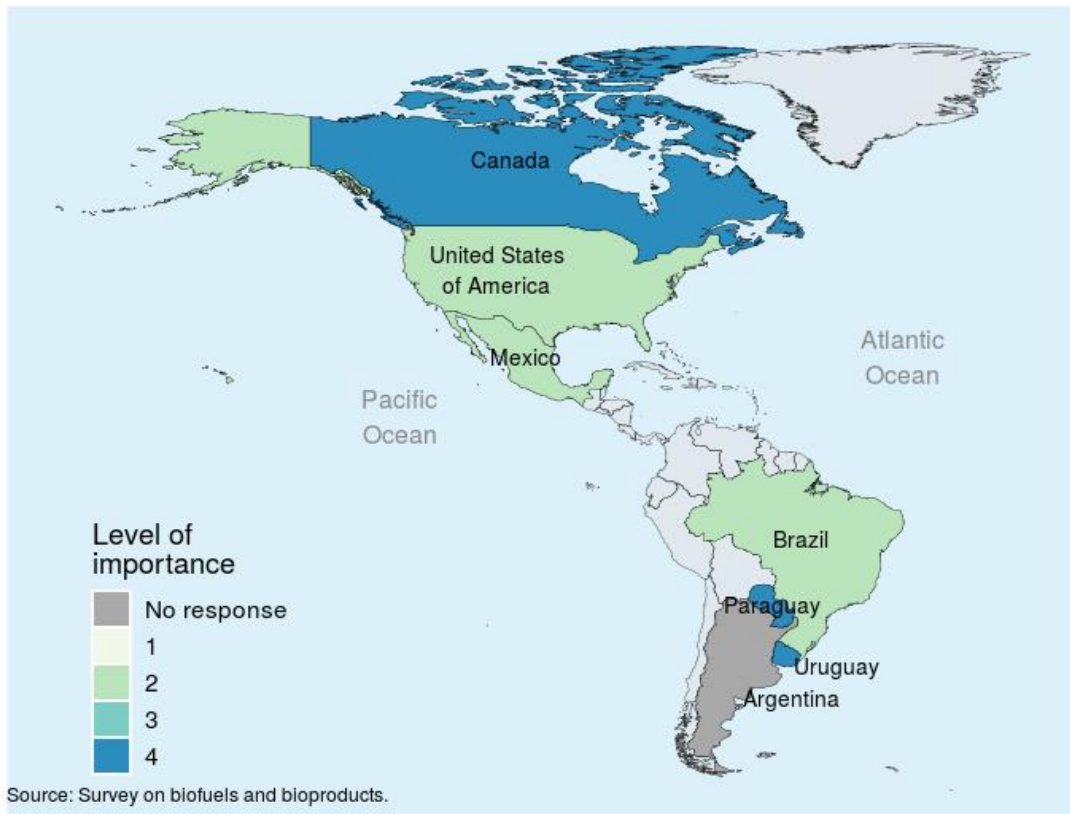 Canada
United States
of America
Mexico
Atlantic
Ocean
Pacific
Ocean
Brazil
Paraguay
Uruguay
Argentina
Level of
importance
No response
1
2
3
4
Source: Survey on biofuels and bioproducts.